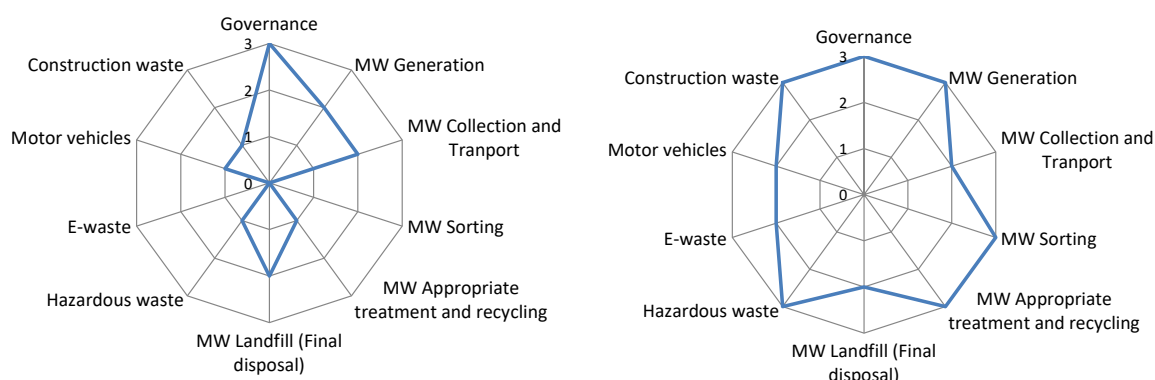 Governance
3
MW Generation
2
MW Collection and
Tranport
1
0
MW Sorting
MW Appropriate
treatment and recycling
MW Landfill (Final
disposal)
Hazardous waste
E-waste
Motor vehicles
Construction waste
Governance
3
MW Generation
2
MW Collection and
Tranport
1
0
MW Sorting
MW Appropriate
treatment and recycling
MW Landfill (Final
disposal)
Hazardous waste
E-waste
Motor vehicles
Construction waste